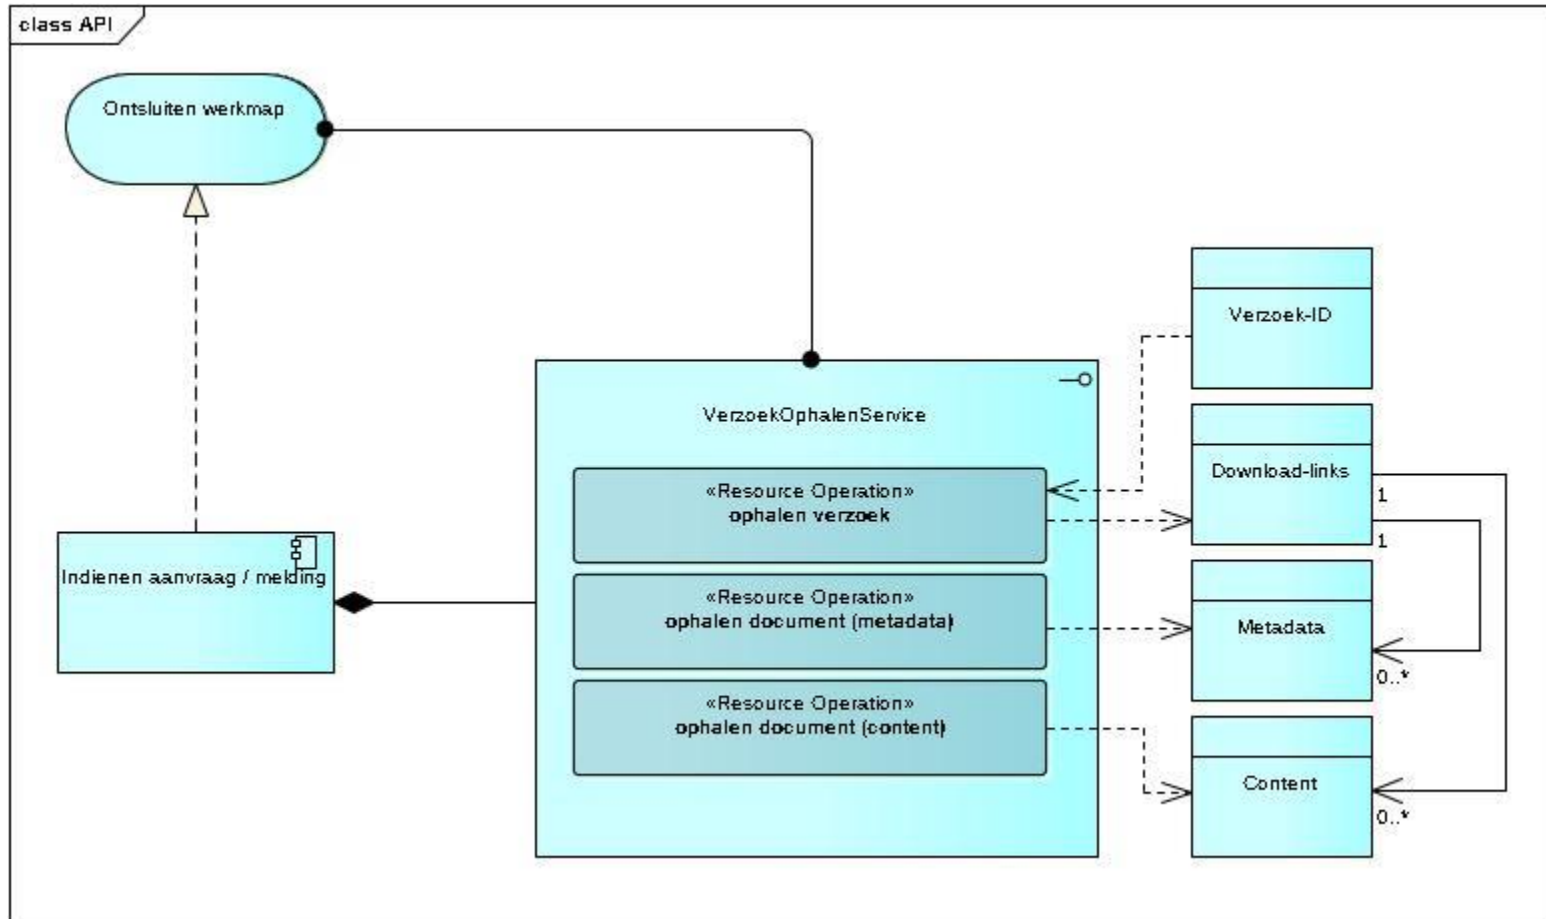 class API
Ontsluiten werkmap
Verzoek-ID
VerzoekOphalenService
Download-links
«Resource Operation»
ophalen verzoek
1
1
Indienen aanvraag / melding
«Resource Operation»
ophalen document (metadata)
Metadata
0..*
«Resource Operation»
ophalen document (content)
Content
0..*